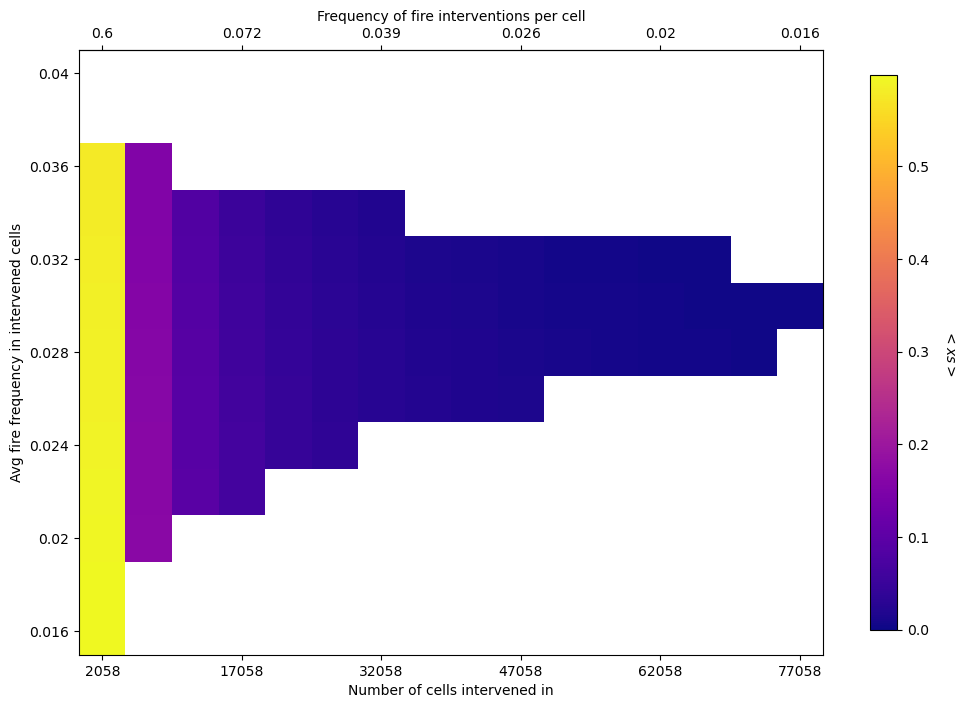 Frequency of fire interventions per cell
0.6 0.072 0.039 0.026 0.02 0.016
0.04
0.036
0.032
0.028
0.024
0.02
0.016
Avg fire frequency in intervened cells
2058 17058 32058 47058 62058 77058
Number of cells intervened in
0.5
0.4
0.3
0.2
0.1
0.0
< sx >